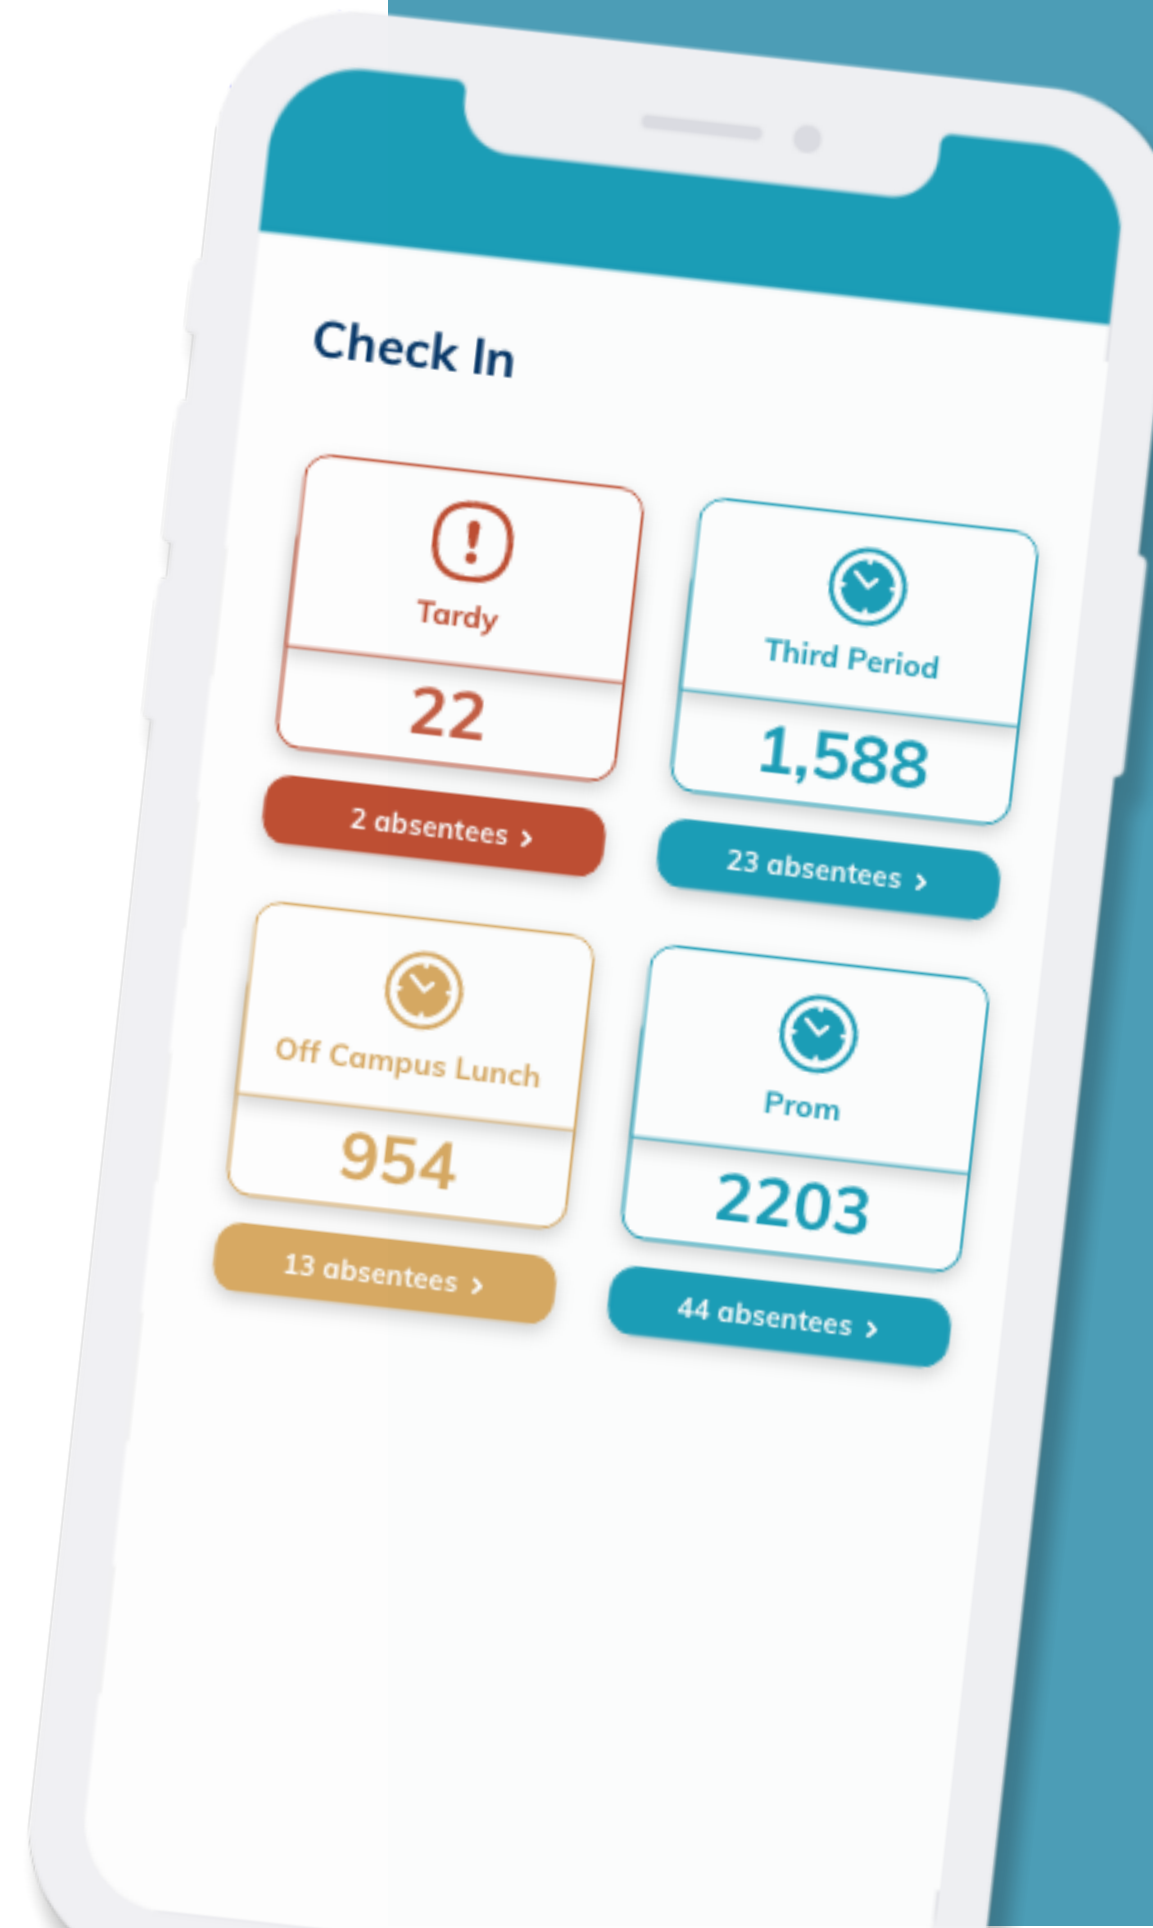 Check In
Tardy
22
2 absentees
Third Period
1,588
23 absentees
Off Campus Lunch
954
13 absentees
Prom
2203
44 absentees